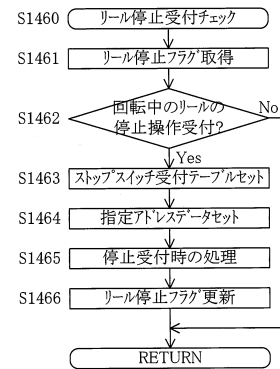 S1460 リール停止受付チェック
S1461 リール停止フラグ取得
S1462 回転中のリールの
停止操作受付?
No
Yes
S1463 ストップスイッチ受付テーブルセット
S1464 指定アドレスデータセット
S1465 停止受付時の処理
S1466 リール停止フラグ更新
RETURN